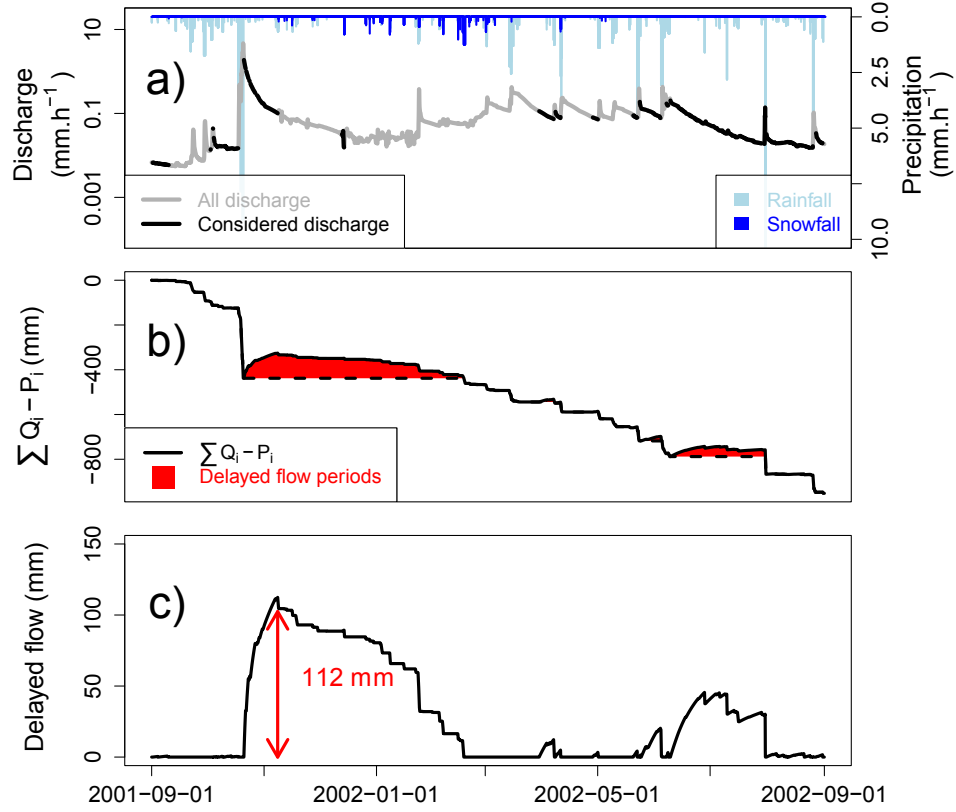 a)
Discharge
(mm.h⁻¹)
10
0.1
0.001
0.0
2.5
5.0
10.0
Precipitation
(mm.h⁻¹)
All discharge
Considered discharge
Rainfall
Snowfall
b)
∑ Qᵢ − Pᵢ (mm)
0
−400
−800
∑ Qᵢ − Pᵢ
Delayed flow periods
c)
Delayed flow (mm)
150
100
50
0
112 mm
2001−09−01
2002−01−01
2002−05−01
2002−09−01